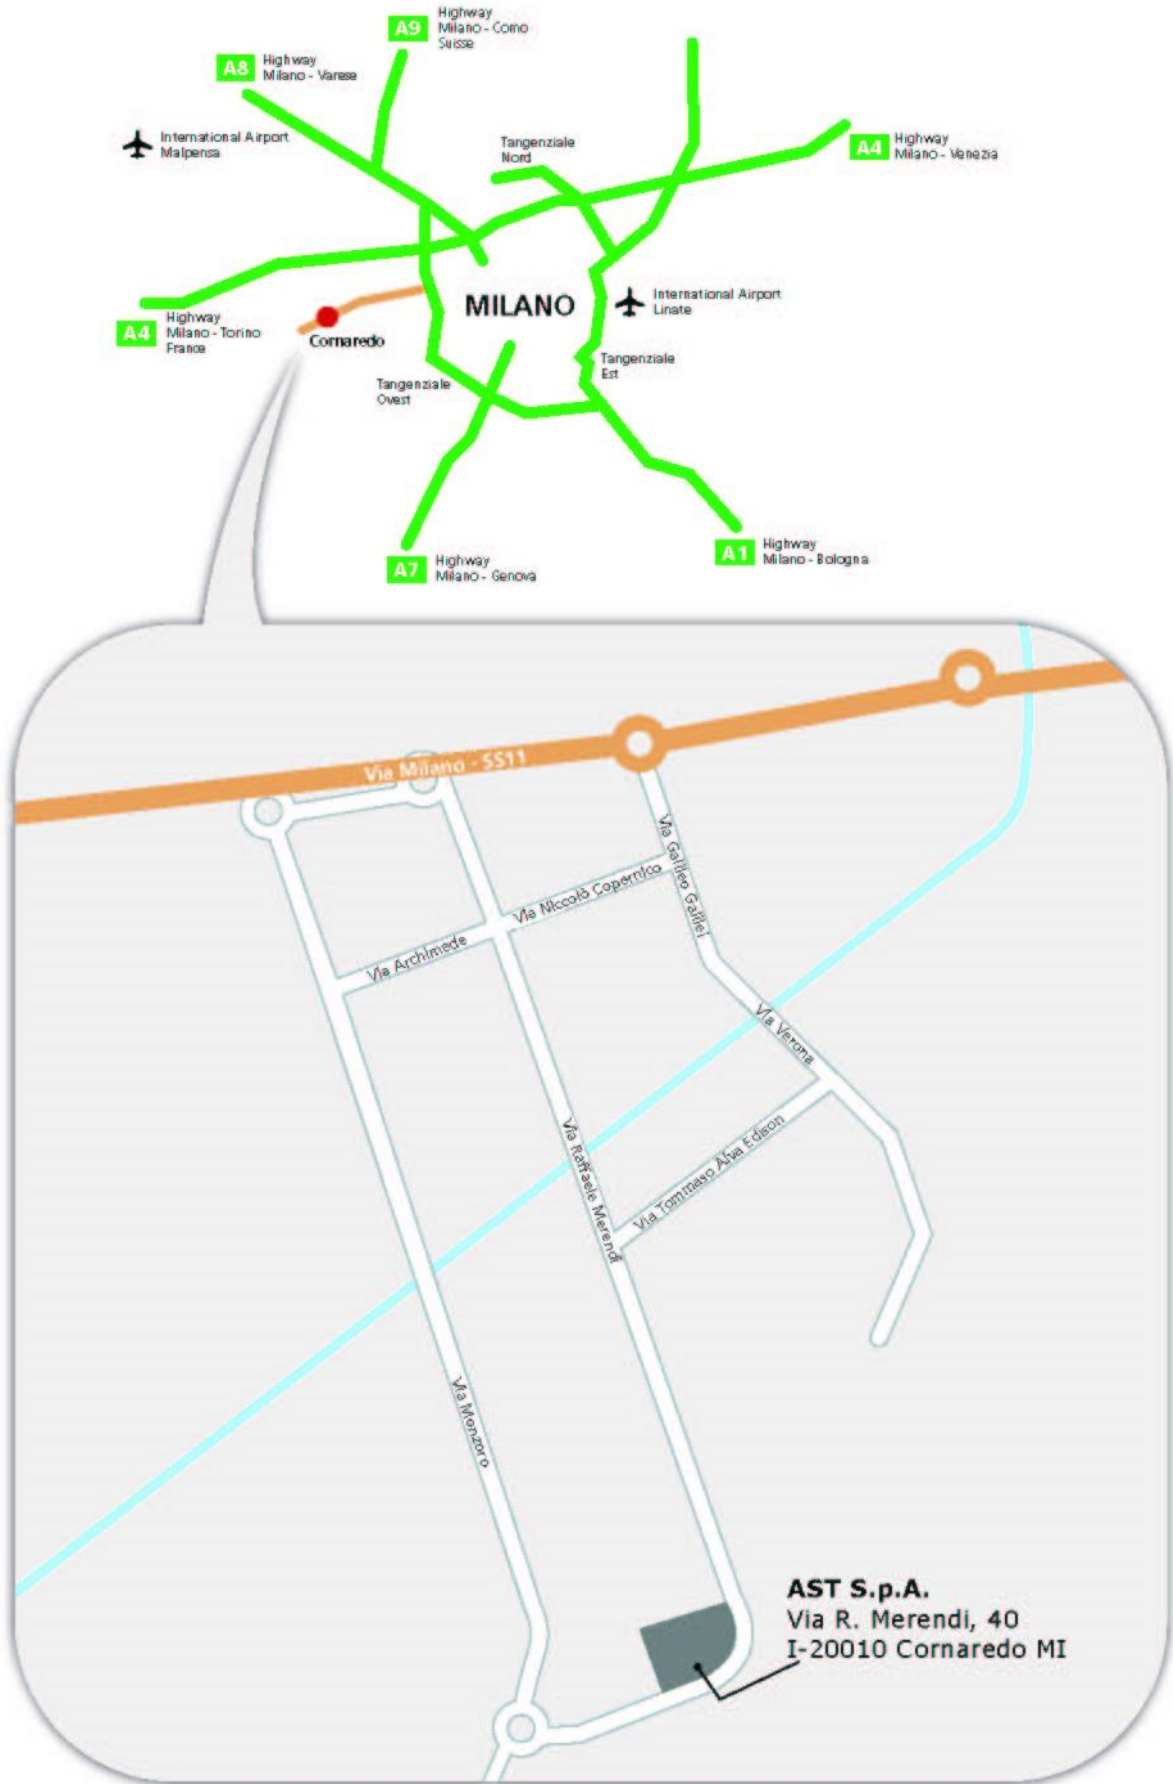 A9
Highway
Milano - Como
Suisse
A8
Highway
Milano - Varese
International Airport
Malpensa
Tangenziale
Nord
A4
Highway
Milano - Venezia
MILANO
International Airport
Linate
A4
Highway
Milano - Torino
France
Cornaredo
Tangenziale
Est
Tangenziale
Ovest
A7
Highway
Milano - Genova
A1
Highway
Milano - Bologna
Via Milano - SS11
Via Galileo Galilei
Via Niccolò Copernico
Via Archimede
Via Verona
Via Raffaele Merendi
Via Tommaso Alva Edison
Via Monzoro
AST S.p.A.
Via R. Merendi, 40
I-20010 Cornaredo MI